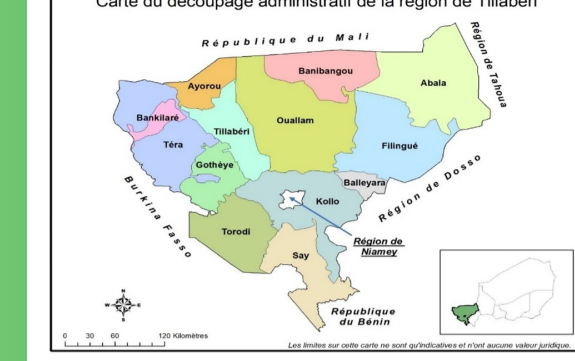 Carte du découpage administratif de la région de Tillabéri
République du Mali
Région de Tahoua
Banibangou
Abala
Ayorou
Bankilaré
Ouallam
Tillabéri
Téra
Filingué
Gothèye
Balleyara
Kollo
Région de Dosso
Burkina Fasso
Torodi
Région de
Niamey
Say
N
W E
S
République
du Bénin
0 30 60 120 Kilomètres
Les limites sur cette carte ne sont qu'indicatives et n'ont aucune valeur juridique.